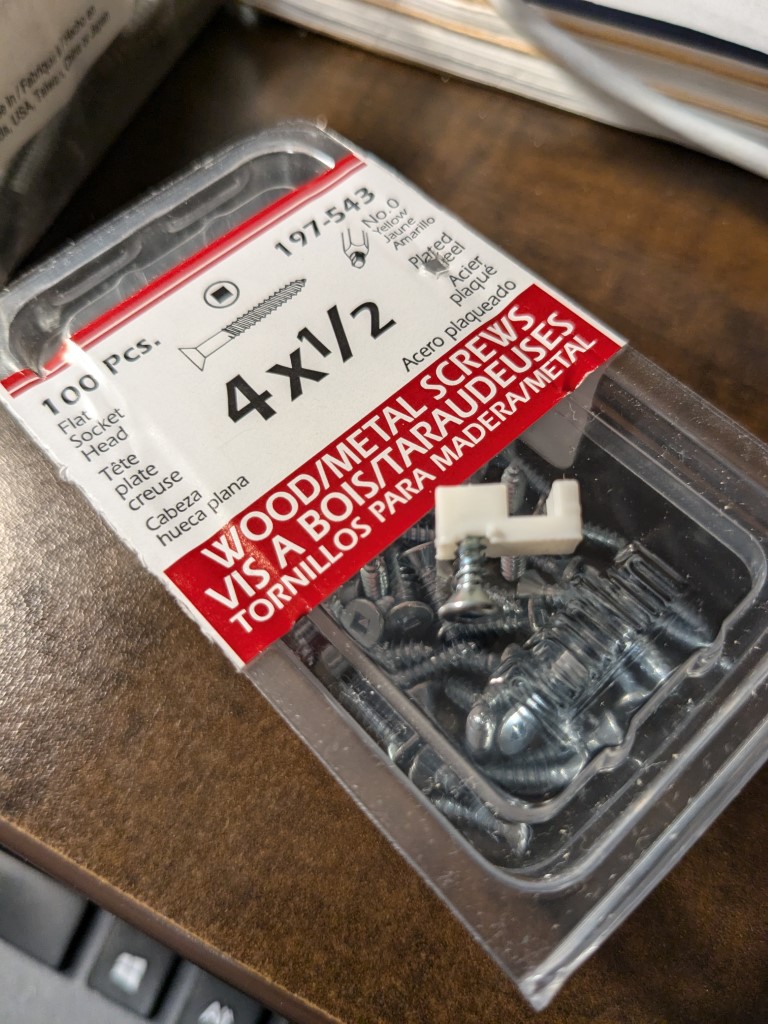 197-543
No. 0
Yellow
Jaune
Amarillo
Plated
Acier
plaqué
Acero plaqueado
100 Pcs.
Flat
Socket
Head
Tête
plate
creuse
Cabeza
hueca plana
4 x 1/2
WOOD/METAL SCREWS
VIS A BOIS/TARAUDEUSES
TORNILLOS PARA MADERA/METAL